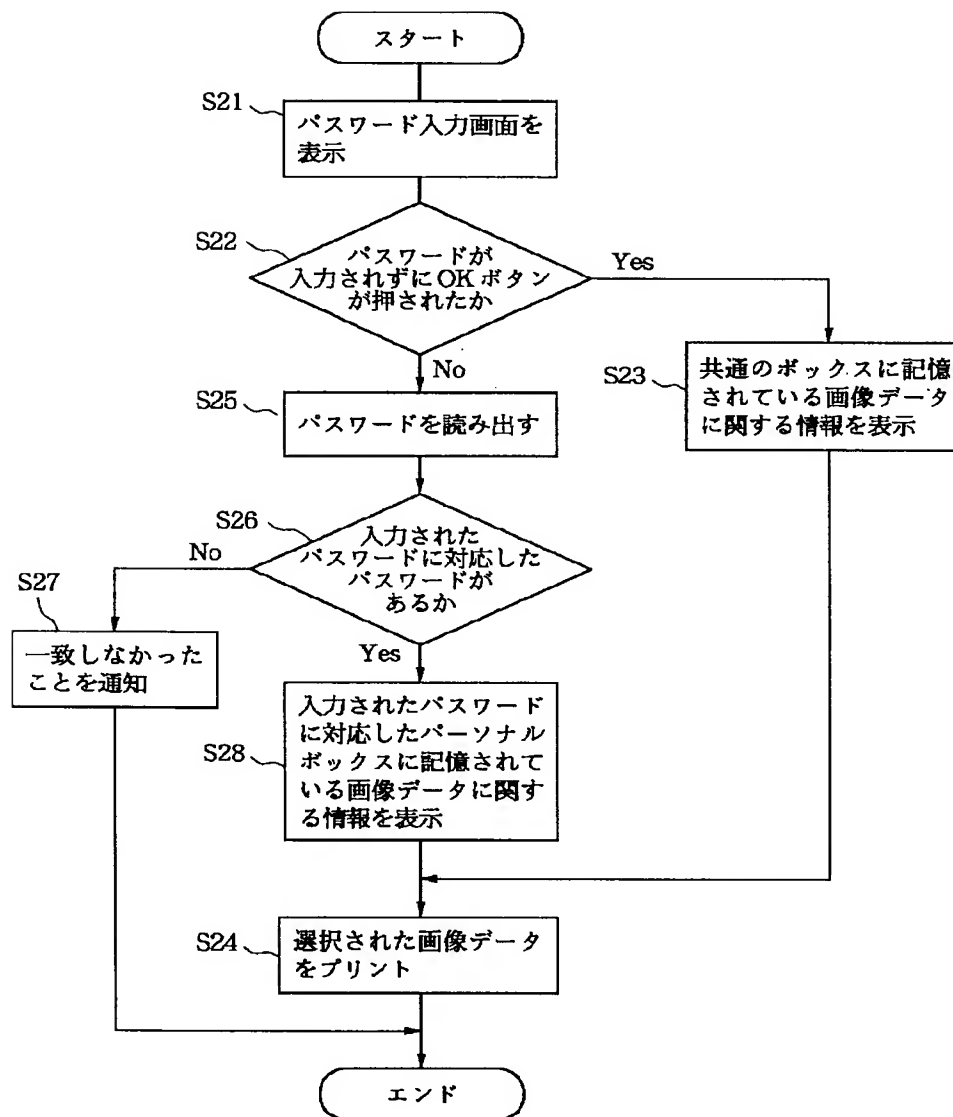 スタート
S21
パスワード入力画面を
表示
S22
パスワードが
入力されずにOKボタン
が押されたか
Yes
No
S23
共通のボックスに記憶
されている画像データ
に関する情報を表示
S25
パスワードを読み出す
S26
入力された
パスワードに対応した
パスワードが
あるか
No
S27
一致しなかった
ことを通知
Yes
S28
入力されたパスワード
に対応したパーソナル
ボックスに記憶されて
いる画像データに関す
る情報を表示
S24
選択された画像データ
をプリント
エンド